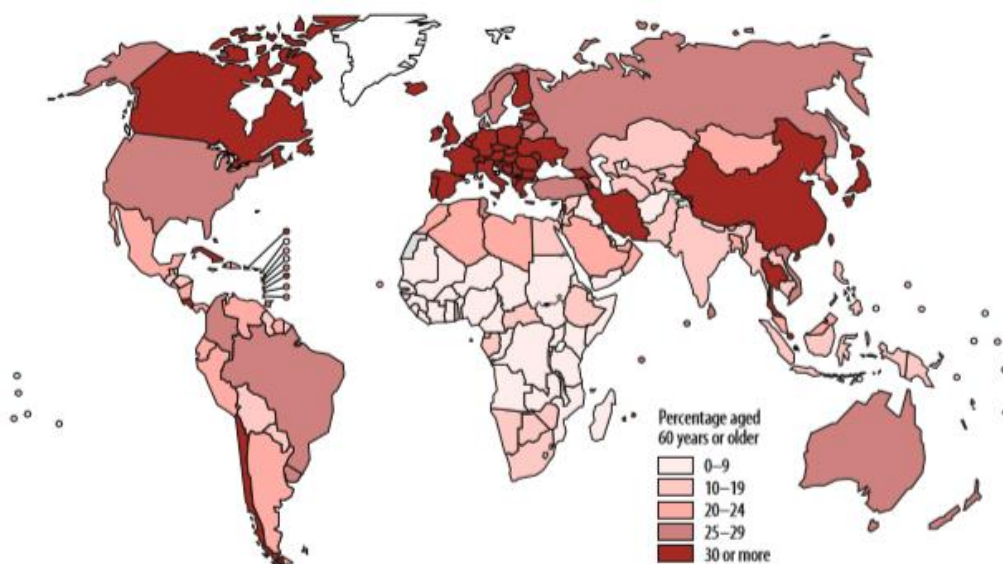 Percentage aged
60 years or older
0–9
10–19
20–24
25–29
30 or more